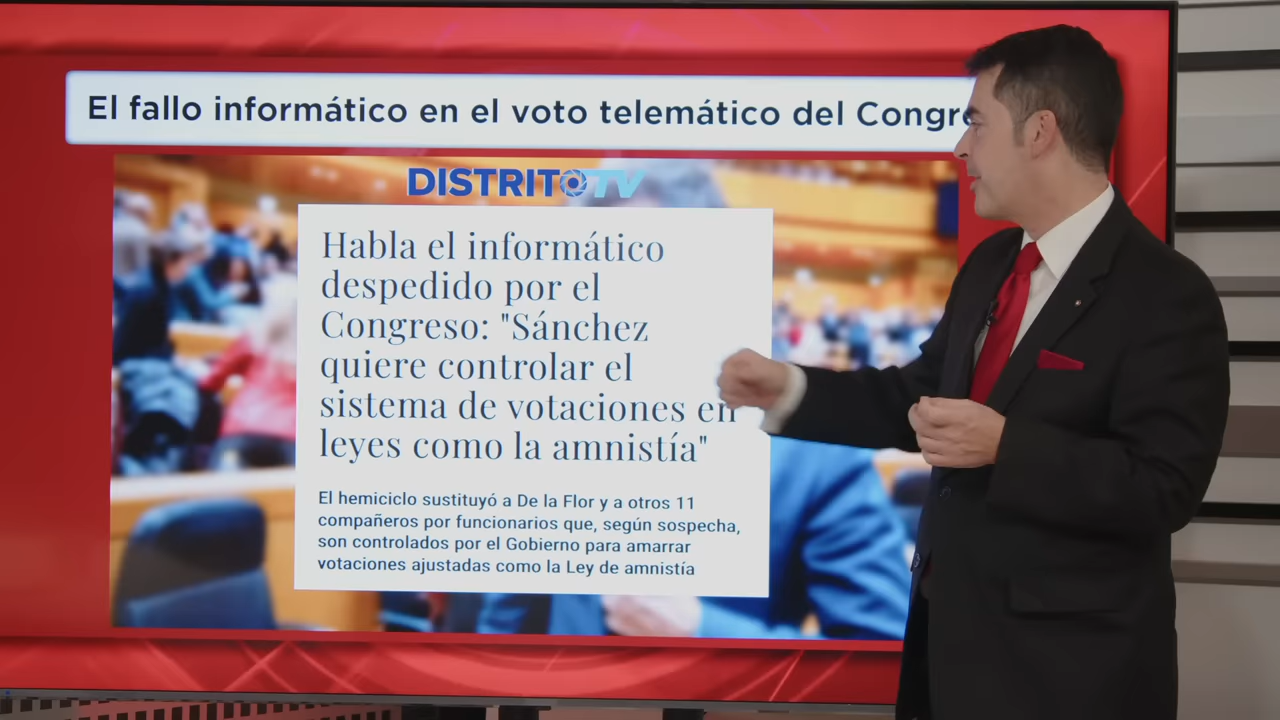 El fallo informático en el voto telemático del Congre
DISTRITOTV
Habla el informático
despedido por el
Congreso: "Sánchez
quiere controlar el
sistema de votaciones en
leyes como la amnistía"
El hemiciclo sustituyó a De la Flor y a otros 11
compañeros por funcionarios que, según sospecha,
son controlados por el Gobierno para amarrar
votaciones ajustadas como la Ley de amnistía